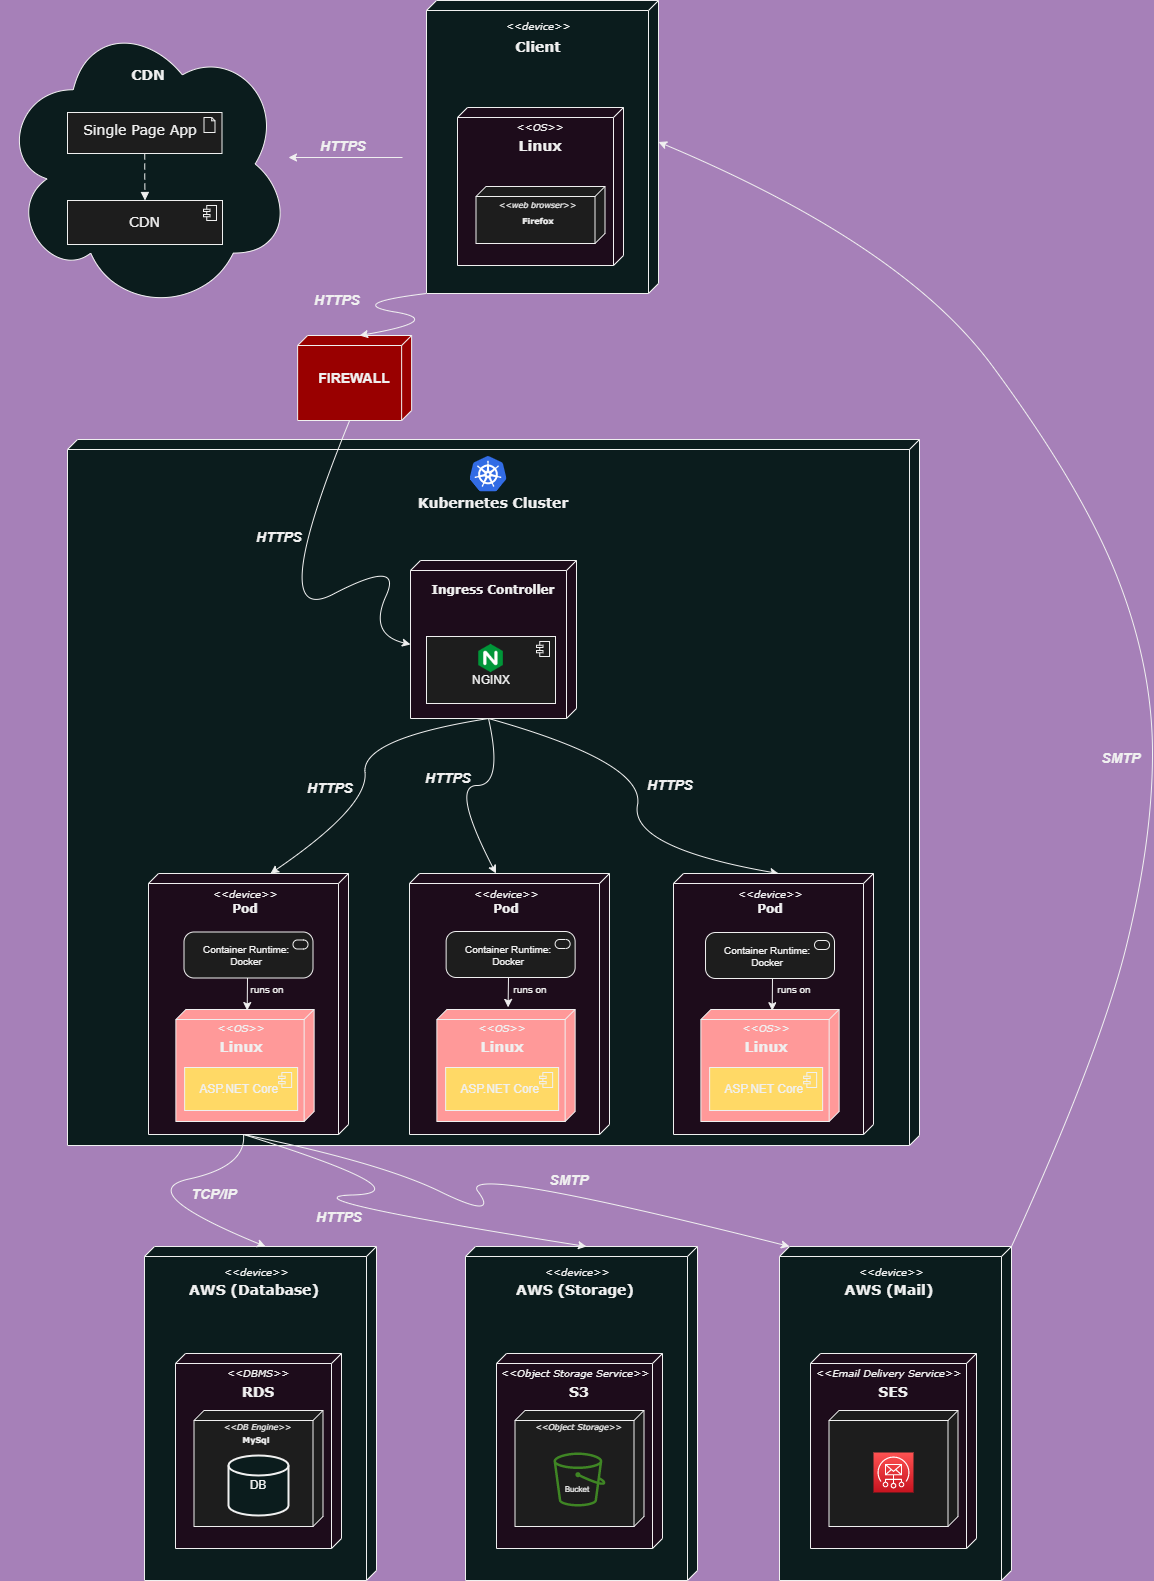 <<device>>
Client
CDN
Single Page App
CDN
HTTPS
<<OS>>
Linux
<<web browser>>
Firefox
HTTPS
FIREWALL
Kubernetes Cluster
HTTPS
Ingress Controller
NGINX
HTTPS
HTTPS
HTTPS
<<device>>
Pod
Container Runtime:
Docker
runs on
<<OS>>
Linux
ASP.NET Core
<<device>>
Pod
Container Runtime:
Docker
runs on
<<OS>>
Linux
ASP.NET Core
<<device>>
Pod
Container Runtime:
Docker
runs on
<<OS>>
Linux
ASP.NET Core
SMTP
TCP/IP
HTTPS
SMTP
<<device>>
AWS (Database)
<<DBMS>>
RDS
<<DB Engine>>
MySql
DB
<<device>>
AWS (Storage)
<<Object Storage Service>>
S3
<<Object Storage>>
Bucket
<<device>>
AWS (Mail)
<<Email Delivery Service>>
SES